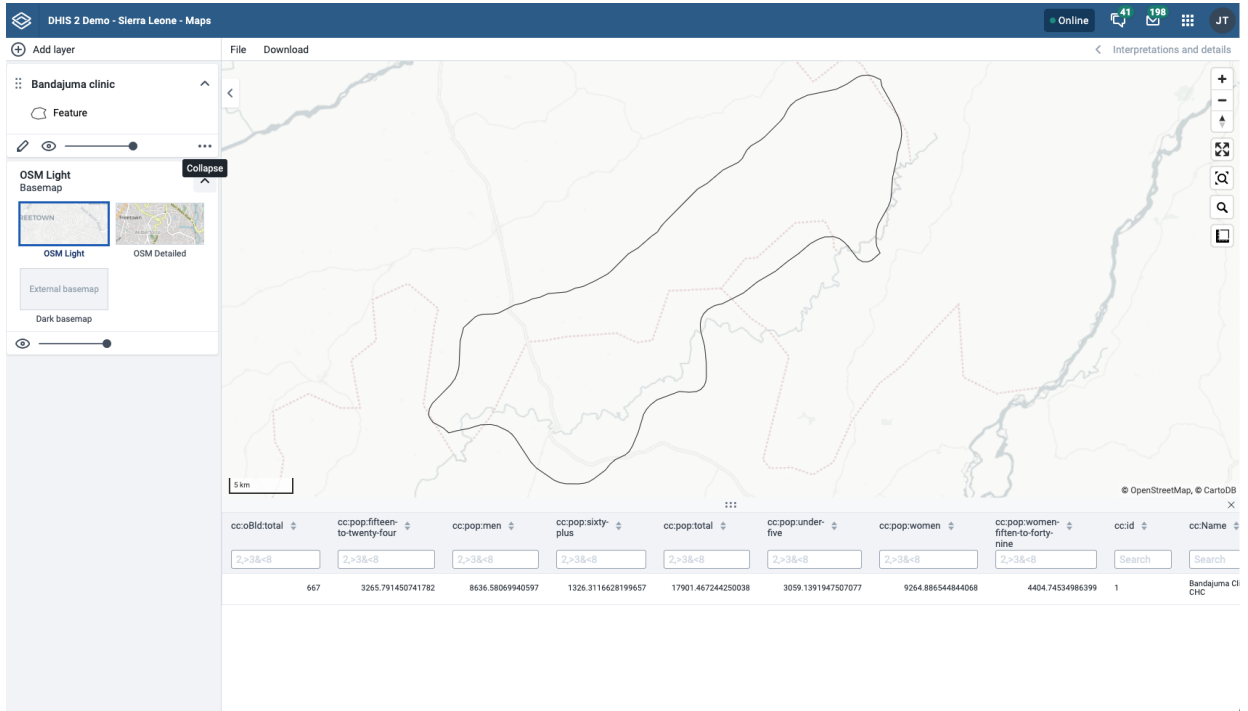 DHIS 2 Demo - Sierra Leone - Maps
Online
41
198
JT
Add layer
File Download
Interpretations and details
Bandajuma clinic
Feature
Collapse
OSM Light
Basemap
OSM Light
OSM Detailed
External basemap
Dark basemap
5 km
© OpenStreetMap, © CartoDB
cc:oBld:total
cc:pop:fifteen-
to-twenty-four
cc:pop:men
cc:pop:sixty-
plus
cc:pop:total
cc:pop:under-
five
cc:pop:women
cc:pop:women-
fiften-to-forty-
nine
cc:id
cc:Name
2,>3&<8 2,>3&<8 2,>3&<8 2,>3&<8 2,>3&<8 2,>3&<8 2,>3&<8 2,>3&<8 Search Search
667 3265.791450741782 8636.58069940597 1326.3116628199657 17901.467244250038 3059.1391947507077 9264.886544844068 4404.74534986399 1 Bandajuma Cli
CHC